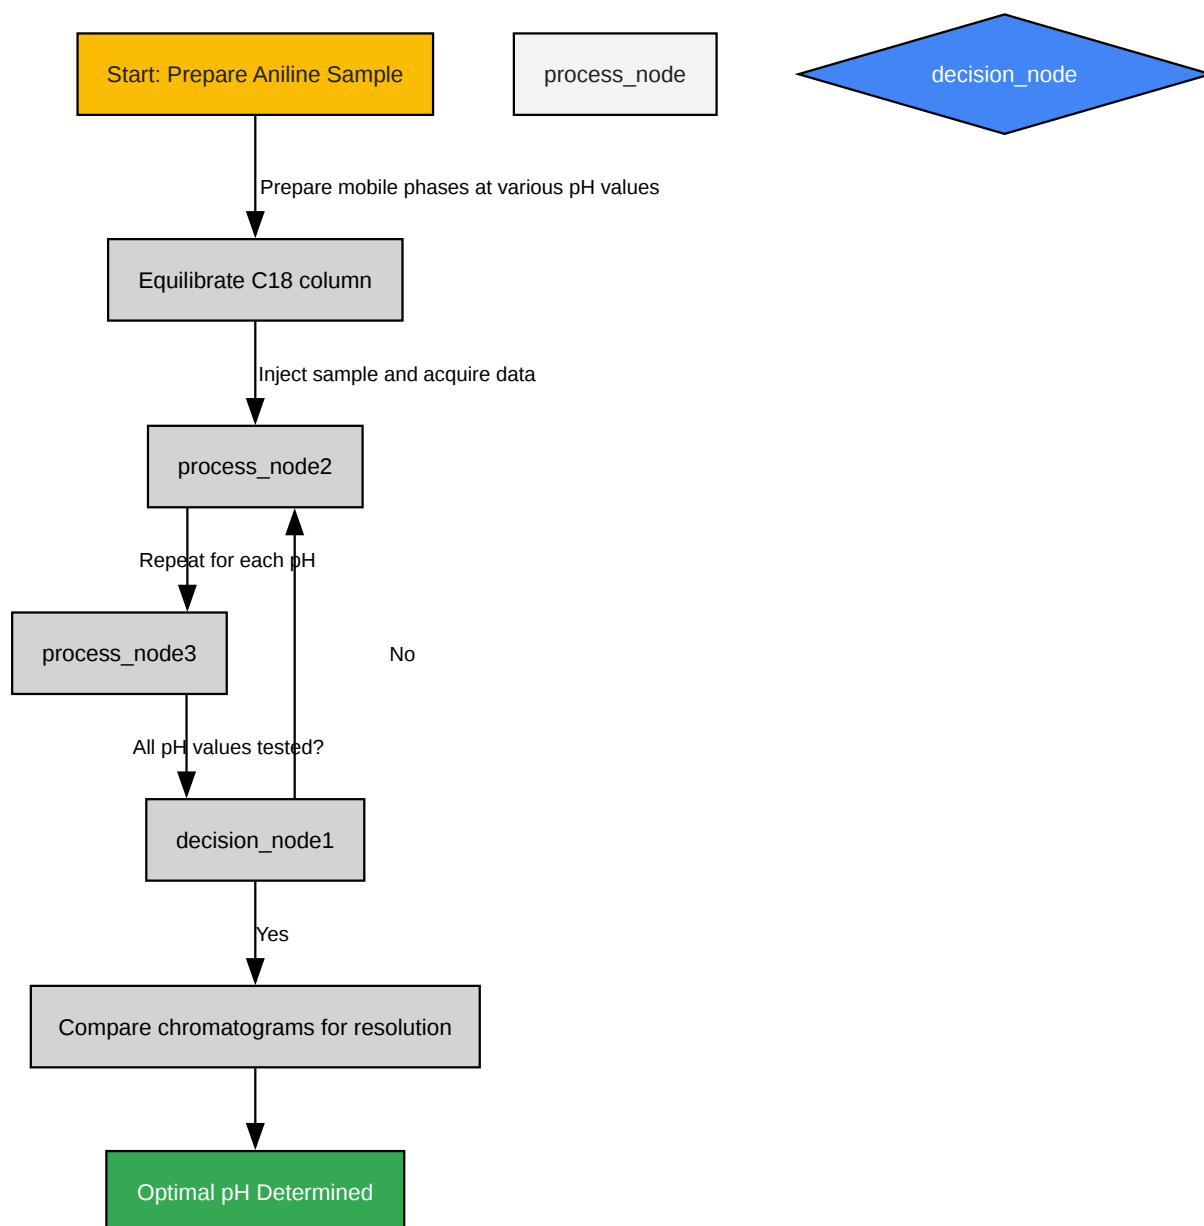 Start: Prepare Aniline Sample
process_node
decision_node
Prepare mobile phases at various pH values
Equilibrate C18 column
Inject sample and acquire data
process_node2
Repeat for each pH
process_node3
No
All pH values tested?
decision_node1
Yes
Compare chromatograms for resolution
Optimal pH Determined